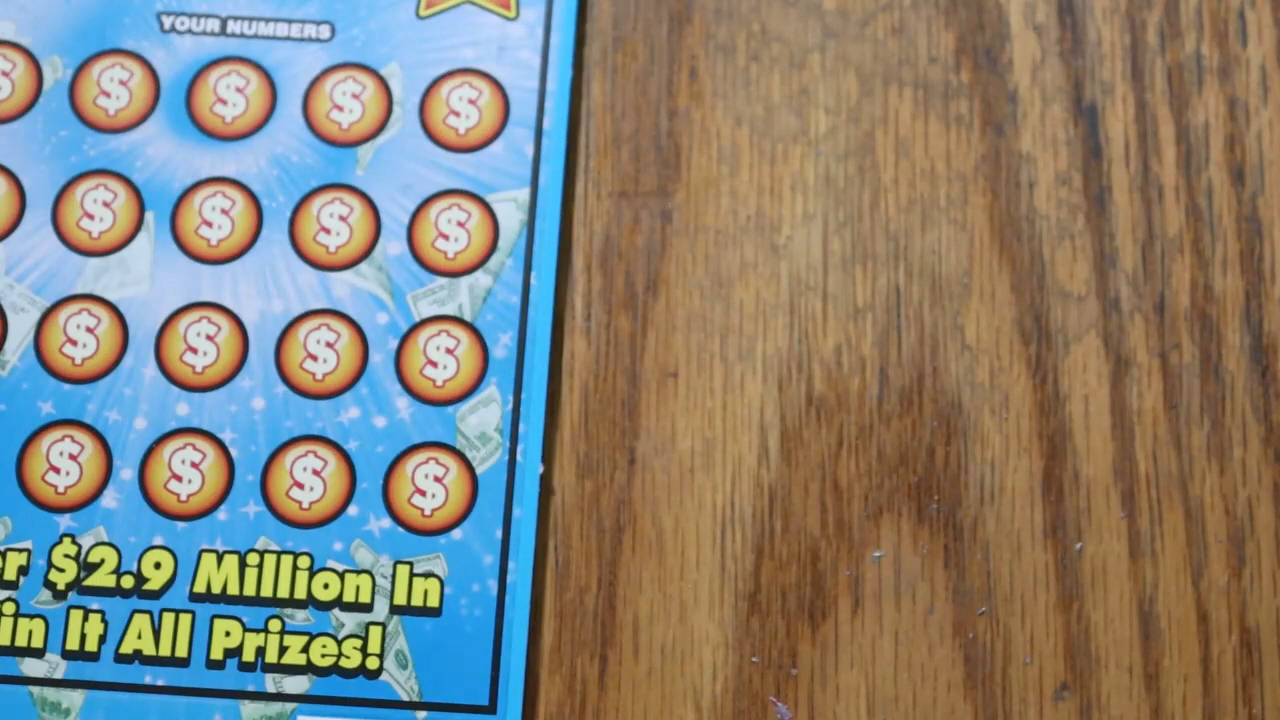 YOUR NUMBERS
$ $ $ $ $
$ $ $ $
$ $ $ $
$ $ $ $
$2.9 Million In
It All Prizes!